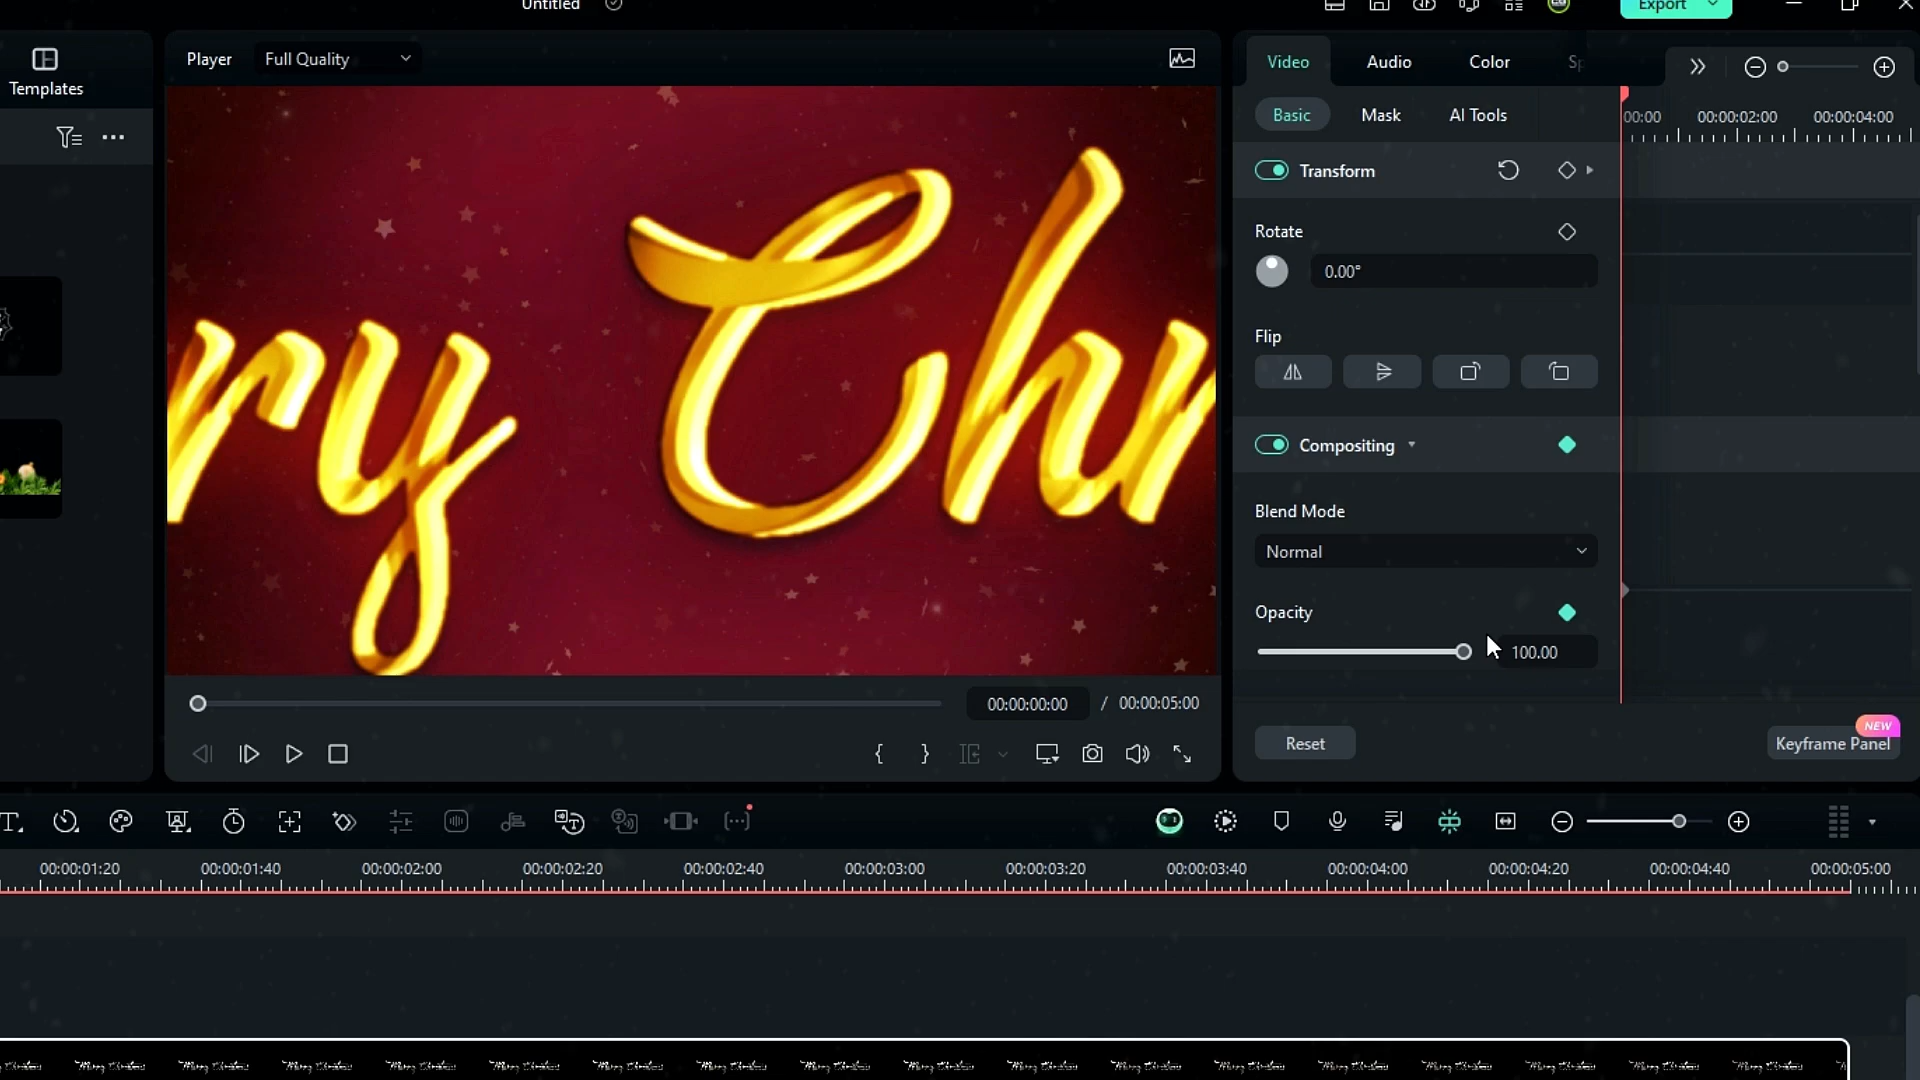 Untitled
Export
Templates
Player
Full Quality
Video
Audio
Color
Sp
Basic
Mask
AI Tools
00:00
00:00:02:00
00:00:04:00
Transform
Rotate
0.00°
Flip
Compositing
Blend Mode
Normal
Opacity
100.00
Reset
NEW
Keyframe Panel
ry Chr
00:00:00:00 / 00:00:05:00
00:00:01:20
00:00:01:40
00:00:02:00
00:00:02:20
00:00:02:40
00:00:03:00
00:00:03:20
00:00:03:40
00:00:04:00
00:00:04:20
00:00:04:40
00:00:05:00